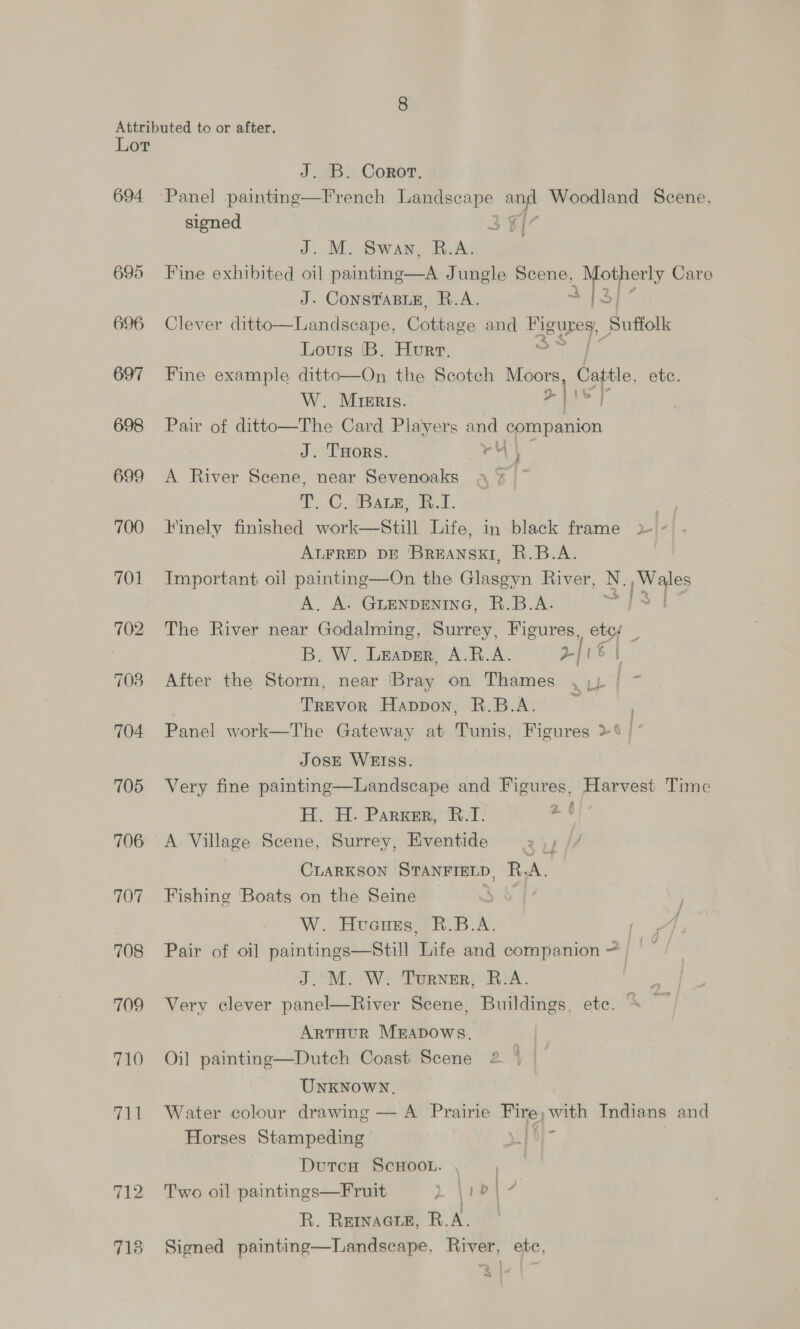 8
Attributed to or after.
Lot
J. B. Corot.
694 Panel painting—French Landscape and Woodland Scene, signed
J. M. Swan, R.A.
695 Fine exhibited oil painting—A Jungle Scene, Motherly Care
J. Constable, R.A.
696 Clever ditto—Landscape, Cottage and Figures, Suffolk
Louis B. Hurt.
697 Fine example ditto—On the Scotch Moors, Cattle, etc.
W. Mieris.
698 Pair of ditto—The Card Players and companion
J. Thors.
699 A River Scene, near Sevenoaks
T. C. Bale, R.I.
700 Finely finished work—Still Life, in black frame
Alfred de Breanski, R.B.A.
701 Important oil painting—On the Glasgyn River, N. Wales
A. A. Glendening, R.B.A.
702 The River near Godalming, Surrey, Figures, etc.
B. W. Leader, A.R.A.
703 After the Storm, near Bray on Thames
Trevor Haddon, R.B.A.
704 Panel work—The Gateway at Tunis, Figures
Jose Weiss.
705 Very fine painting—Landscape and Figures, Harvest Time
H. H. Parker, R.I.
706 A Village Scene, Surrey, Eventide
Clarkson Stanfield, R.A.
707 Fishing Boats on the Seine
W. Hughes, R.B.A.
708 Pair of oil paintings—Still Life and companion
J. M. W. Turner, R.A.
709 Very clever panel—River Scene, Buildings, etc.
Arthur Meadows.
710 Oil painting—Dutch Coast Scene
Unknown.
711 Water colour drawing — A Prairie Fire, with Indians and
Horses Stampeding
Dutch School.
712 Two oil paintings—Fruit
R. Reinagle, R.A.
713 Signed painting—Landscape, River, etc,